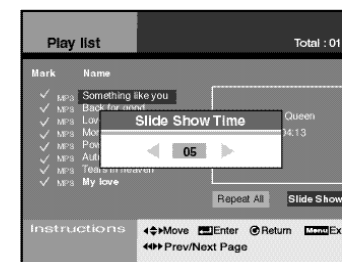 Play list
Total : 01
Mark Name
MP3 Something like you
MP3 Back for good
MP3 Lov
Queen
MP3 Mor
04:13
MP3 Pow
MP3 Aut
MP3 Tears in heaven
MP3 My love
Slide Show Time
05
Repeat All Slide Show
Instructions Move Enter Return Menu Ex
Prev/Next Page